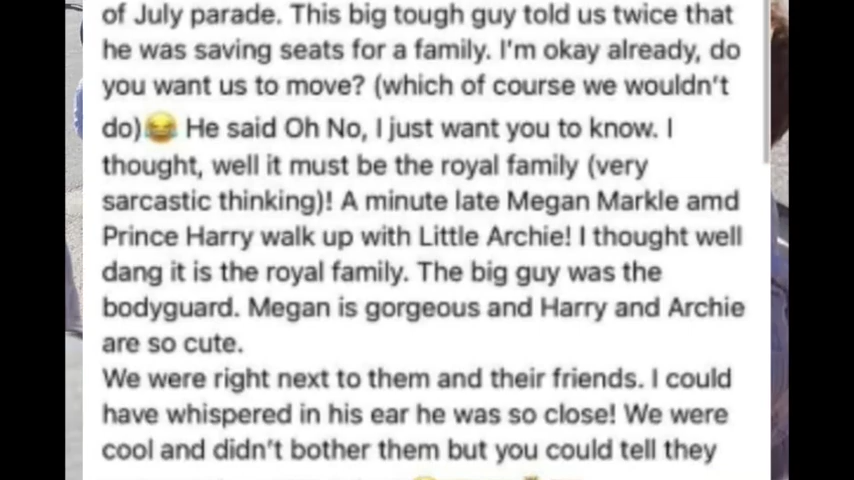 of July parade. This big tough guy told us twice that
he was saving seats for a family. I'm okay already, do
you want us to move? (which of course we wouldn't
do)😂 He said Oh No, I just want you to know. I
thought, well it must be the royal family (very
sarcastic thinking)! A minute late Megan Markle amd
Prince Harry walk up with Little Archie! I thought well
dang it is the royal family. The big guy was the
bodyguard. Megan is gorgeous and Harry and Archie
are so cute.
We were right next to them and their friends. I could
have whispered in his ear he was so close! We were
cool and didn't bother them but you could tell they